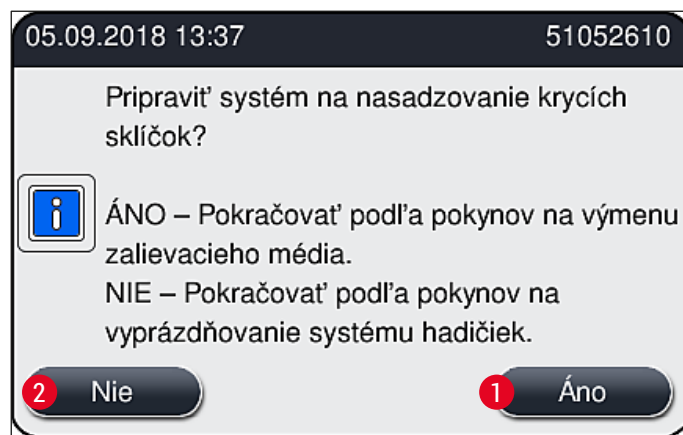 05.09.2018 13:37 51052610
Pripraviť systém na nasadzovanie krycích
sklíčok?
ÁNO – Pokračovať podľa pokynov na výmenu
zalievacieho média.
NIE – Pokračovať podľa pokynov na
vyprázdňovanie systému hadičiek.
2 Nie 1 Áno